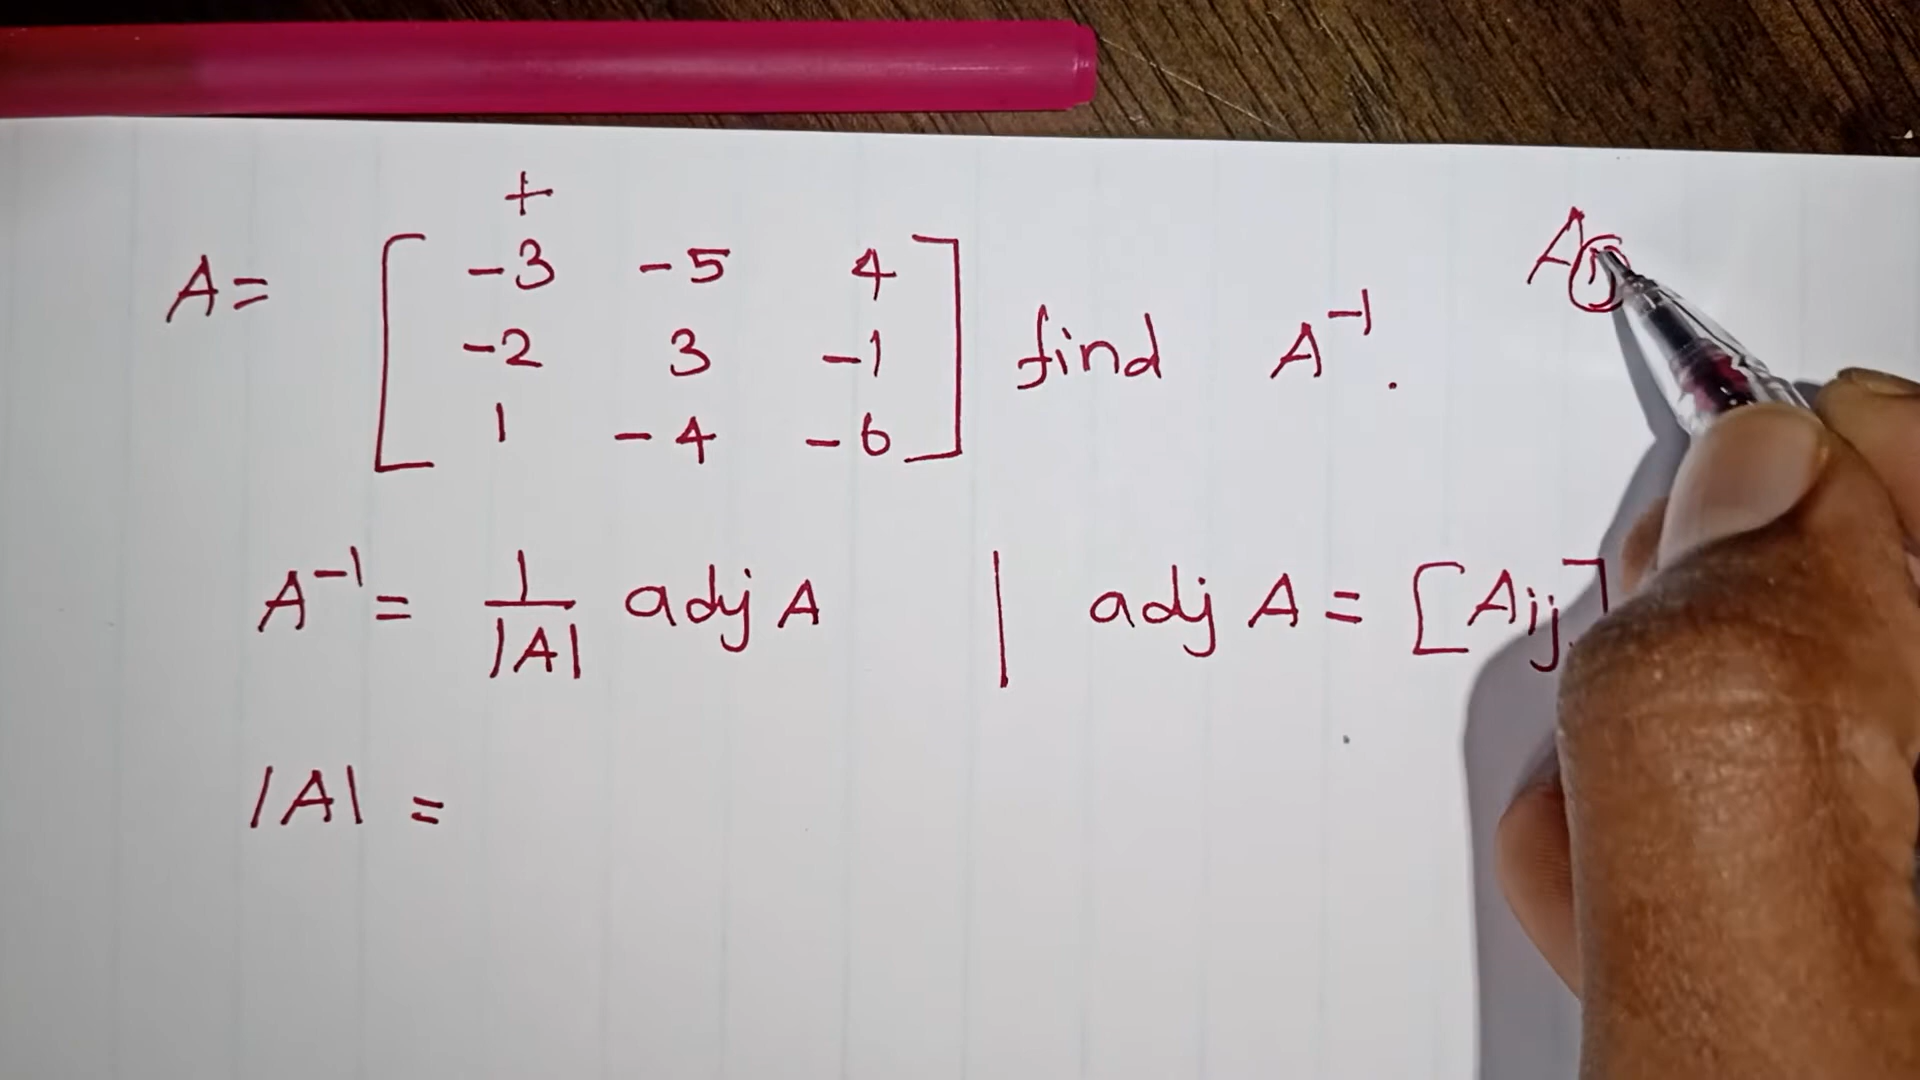 +
A = [ -3 -5 4
-2 3 -1
1 -4 -6 ] find A⁻¹.
A
A⁻¹ = 1/|A| adj A | adj A = [Aij]
|A| =